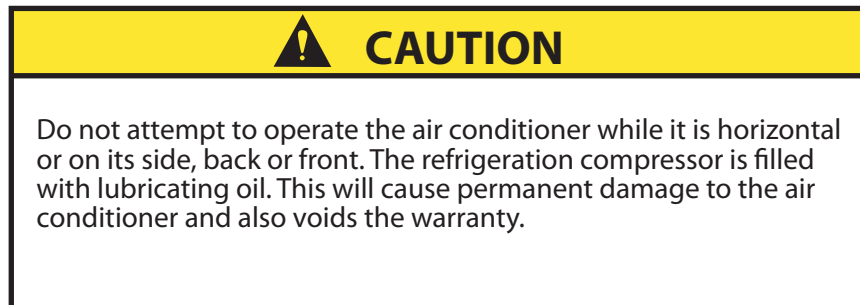 CAUTION
Do not attempt to operate the air conditioner while it is horizontal
or on its side, back or front. The refrigeration compressor is filled
with lubricating oil. This will cause permanent damage to the air
conditioner and also voids the warranty.